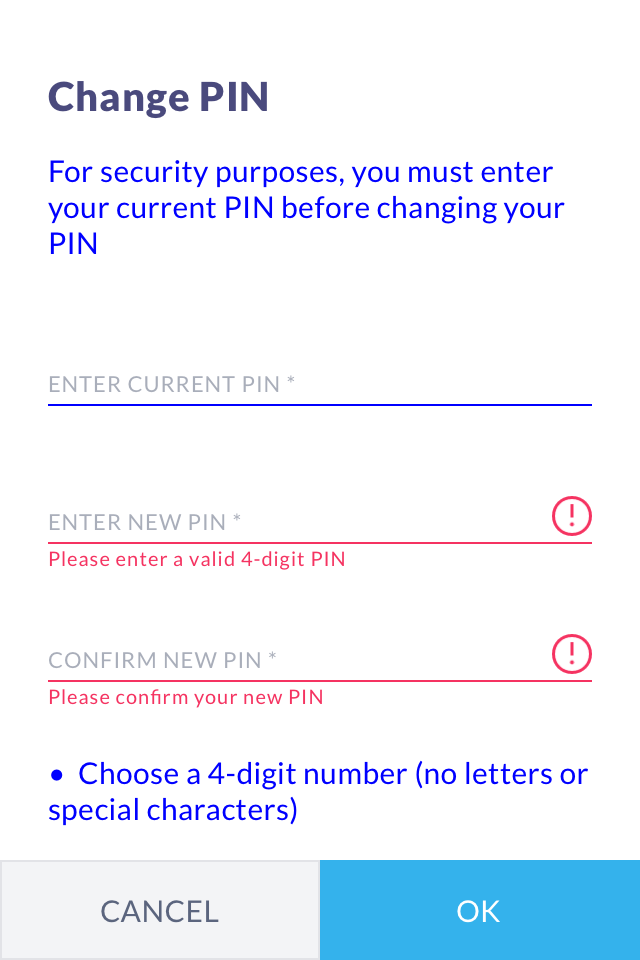 Change PIN
For security purposes, you must enter
your current PIN before changing your
PIN
ENTER CURRENT PIN *
ENTER NEW PIN *
Please enter a valid 4-digit PIN
CONFIRM NEW PIN *
Please confirm your new PIN
• Choose a 4-digit number (no letters or
special characters)
CANCEL
OK